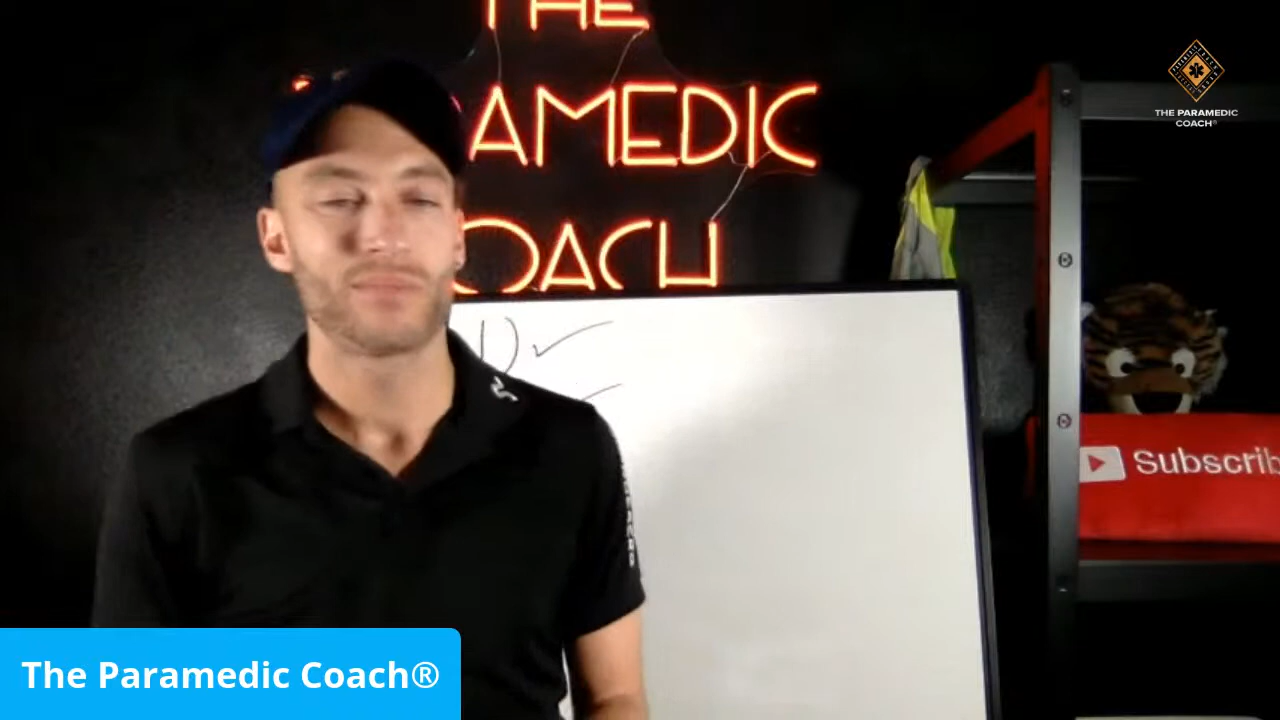 THE
AMEDIC
OACH
THE PARAMEDIC
COACH®
Subscrib
The Paramedic Coach®